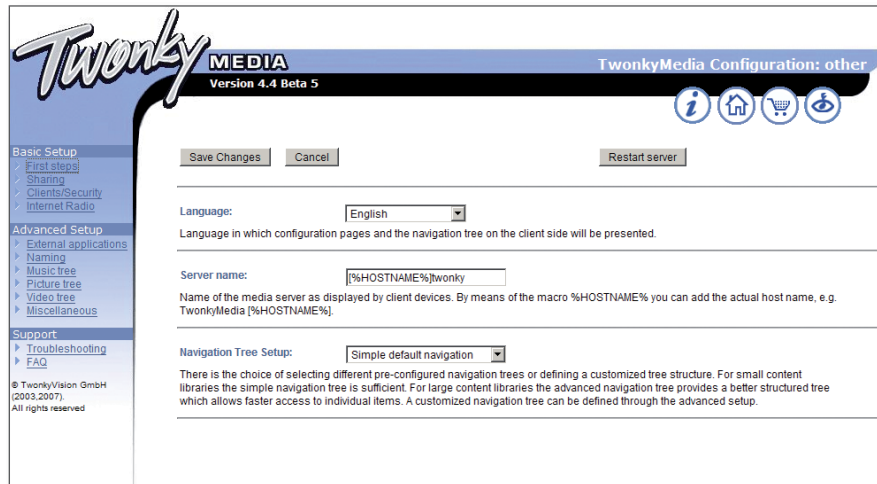 Twonky
MEDIA
Version 4.4 Beta 5
TwonkyMedia Configuration: other
Basic Setup
First steps
Sharing
Clients/Security
Internet Radio
Advanced Setup
External applications
Naming
Music tree
Picture tree
Video tree
Miscellaneous
Support
Troubleshooting
FAQ
© TwonkyVision GmbH
(2003,2007).
All rights reserved
Save Changes Cancel Restart server
Language: English
Language in which configuration pages and the navigation tree on the client side will be presented.
Server name: [%HOSTNAME%]twonky
Name of the media server as displayed by client devices. By means of the macro %HOSTNAME% you can add the actual host name, e.g.
TwonkyMedia [%HOSTNAME%].
Navigation Tree Setup: Simple default navigation
There is the choice of selecting different pre-configured navigation trees or defining a customized tree structure. For small content
libraries the simple navigation tree is sufficient. For large content libraries the advanced navigation tree provides a better structured tree
which allows faster access to individual items. A customized navigation tree can be defined through the advanced setup.